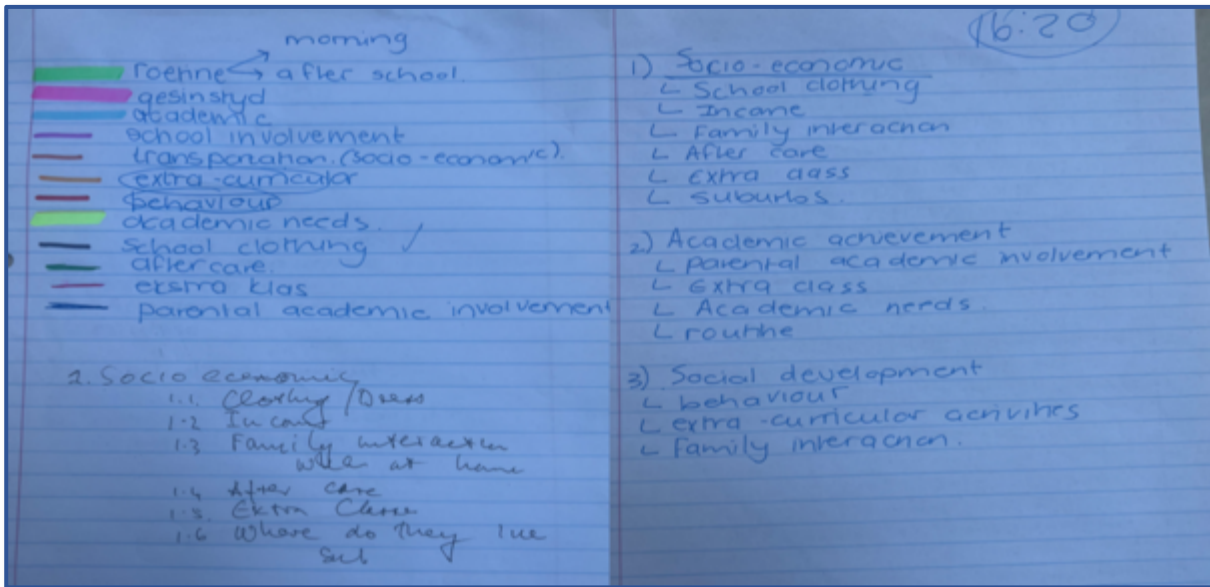 morning
roetine → after school.
gesinstyd
academic
school involvement
transportation. (socio-economic).
extra-curricular
behaviour
academic needs.
school clothing ✓
aftercare.
ekstra klas
parental academic involvement
2. Socio economic
1.1. Clothing / Dress
1.2 Income
1.3 Family interaction
when at home
1.4 After care
1.5. Extra Classes
1.6 Where do they live
Sub
16:20
1) Socio-economic
└ School clothing
└ Income
└ Family interaction
└ After care
└ Extra class
└ Suburbs.
2) Academic achievement
└ parental academic involvement
└ Extra class
└ Academic needs.
└ routine
3) Social development
└ behaviour
└ extra-curricular activities
└ Family interaction.